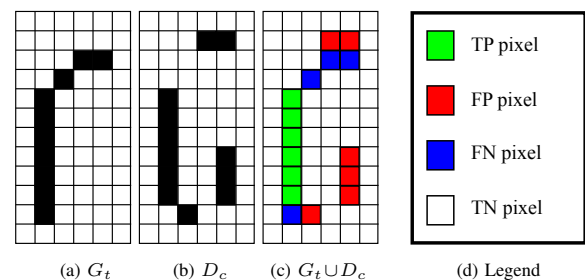 TP pixel
FP pixel
FN pixel
TN pixel
(a) G_t (b) D_c (c) G_t ∪ D_c (d) Legend